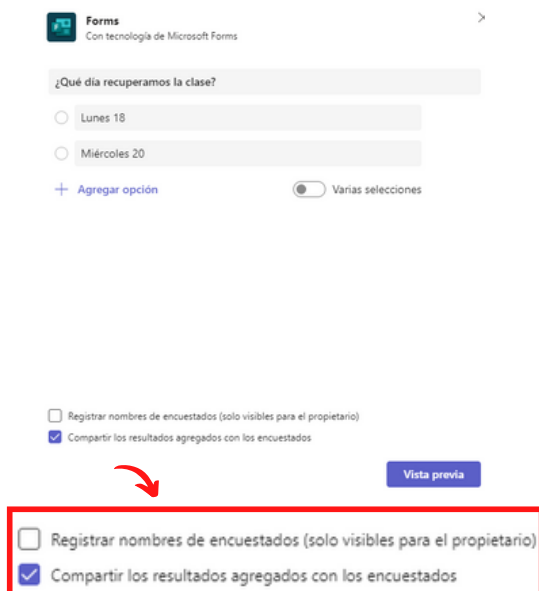 Forms
Con tecnología de Microsoft Forms
¿Qué día recuperamos la clase?
Lunes 18
Miércoles 20
Agregar opción
Varias selecciones
Registrar nombres de encuestados (solo visibles para el propietario)
Compartir los resultados agregados con los encuestados
Vista previa
Registrar nombres de encuestados (solo visibles para el propietario)
Compartir los resultados agregados con los encuestados